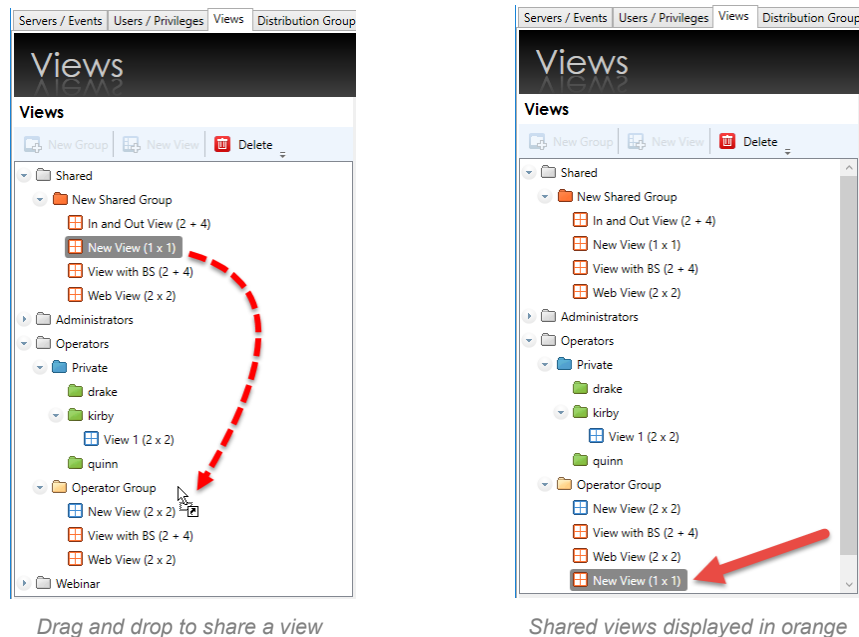 Servers / Events Users / Privileges Views Distribution Group
Views
Views
New Group New View Delete
Shared
New Shared Group
In and Out View (2 + 4)
New View (1 x 1)
View with BS (2 + 4)
Web View (2 x 2)
Administrators
Operators
Private
drake
kirby
View 1 (2 x 2)
quinn
Operator Group
New View (2 x 2)
View with BS (2 + 4)
Web View (2 x 2)
Webinar
Drag and drop to share a view
Servers / Events Users / Privileges Views Distribution Group
Views
Views
New Group New View Delete
Shared
New Shared Group
In and Out View (2 + 4)
New View (1 x 1)
View with BS (2 + 4)
Web View (2 x 2)
Administrators
Operators
Private
drake
kirby
View 1 (2 x 2)
quinn
Operator Group
New View (2 x 2)
View with BS (2 + 4)
Web View (2 x 2)
New View (1 x 1)
Shared views displayed in orange